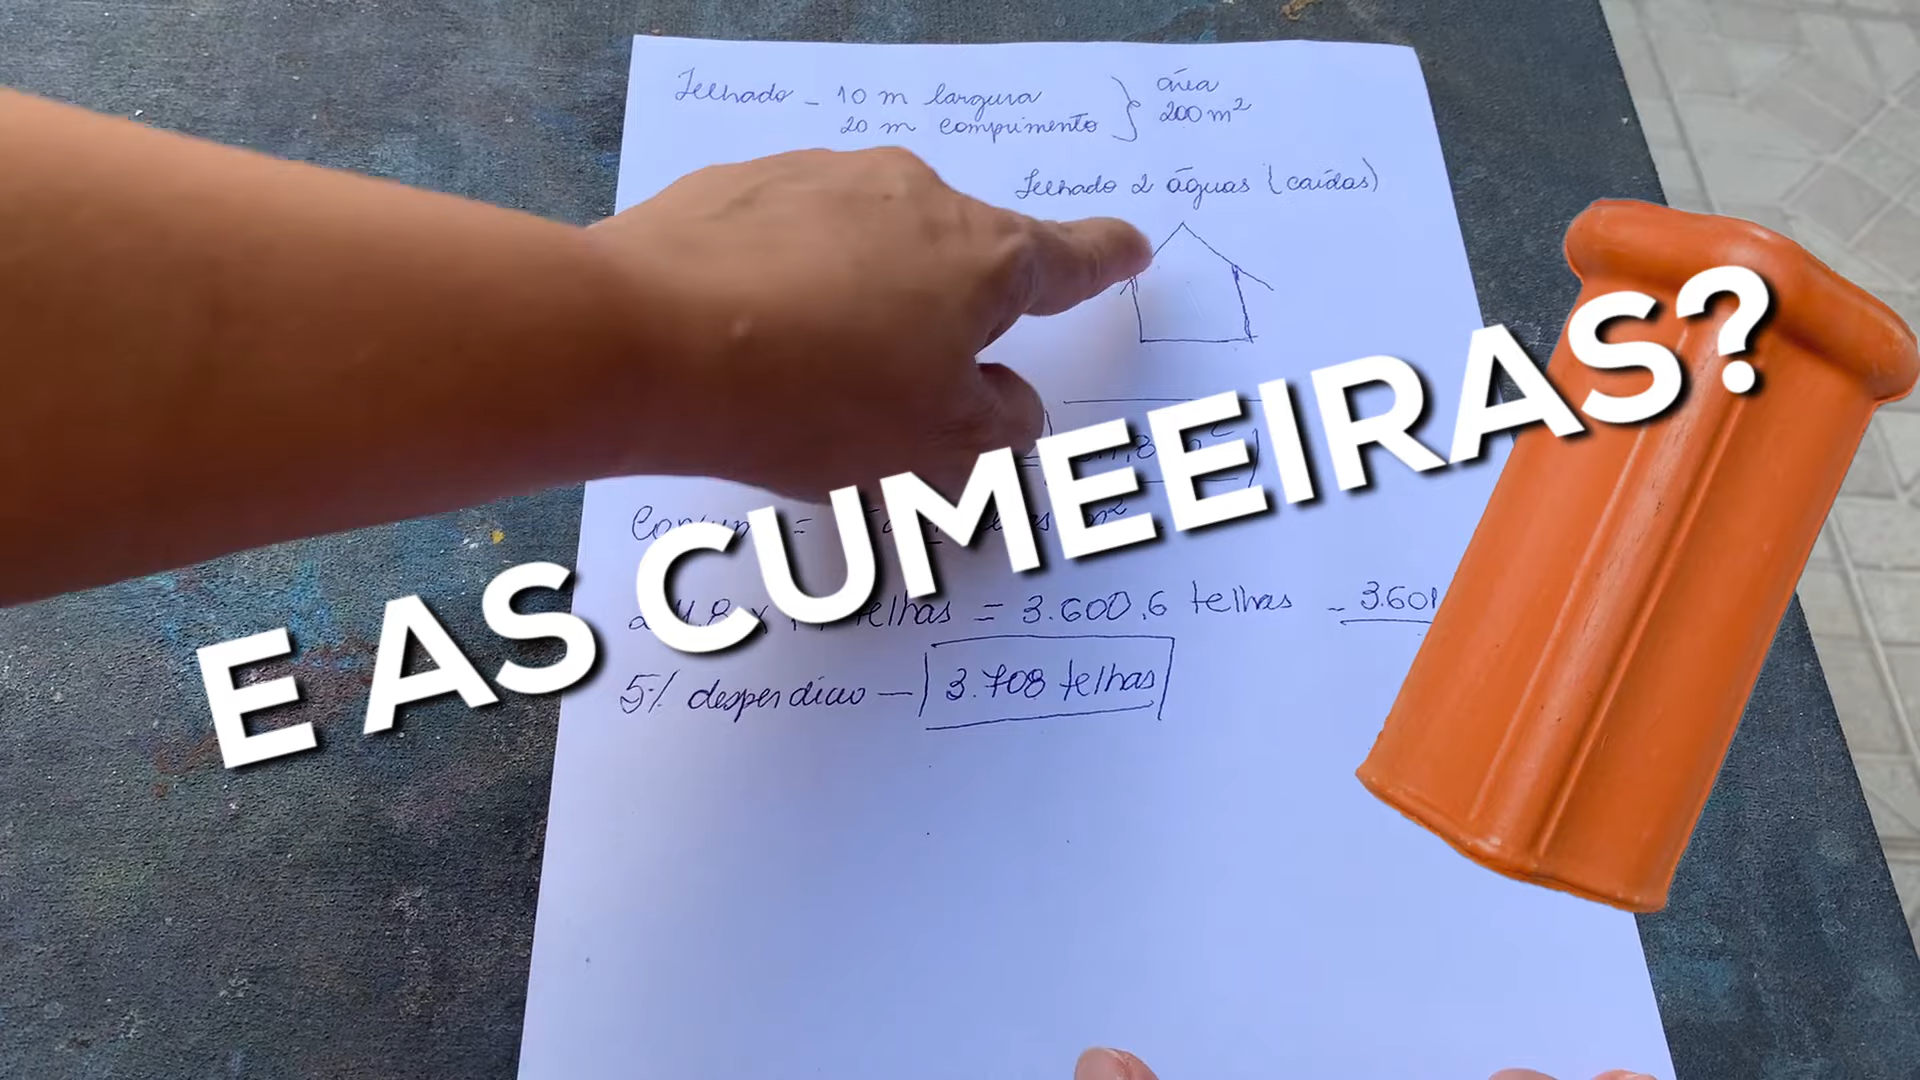 Telhado - 10 m largura
20 m comprimento
área
200 m²
Telhado 2 águas (caídas)
E AS CUMEEIRAS?
telhas = 3.600,6 telhas - 3.601
5% desperdicio - 3.708 telhas